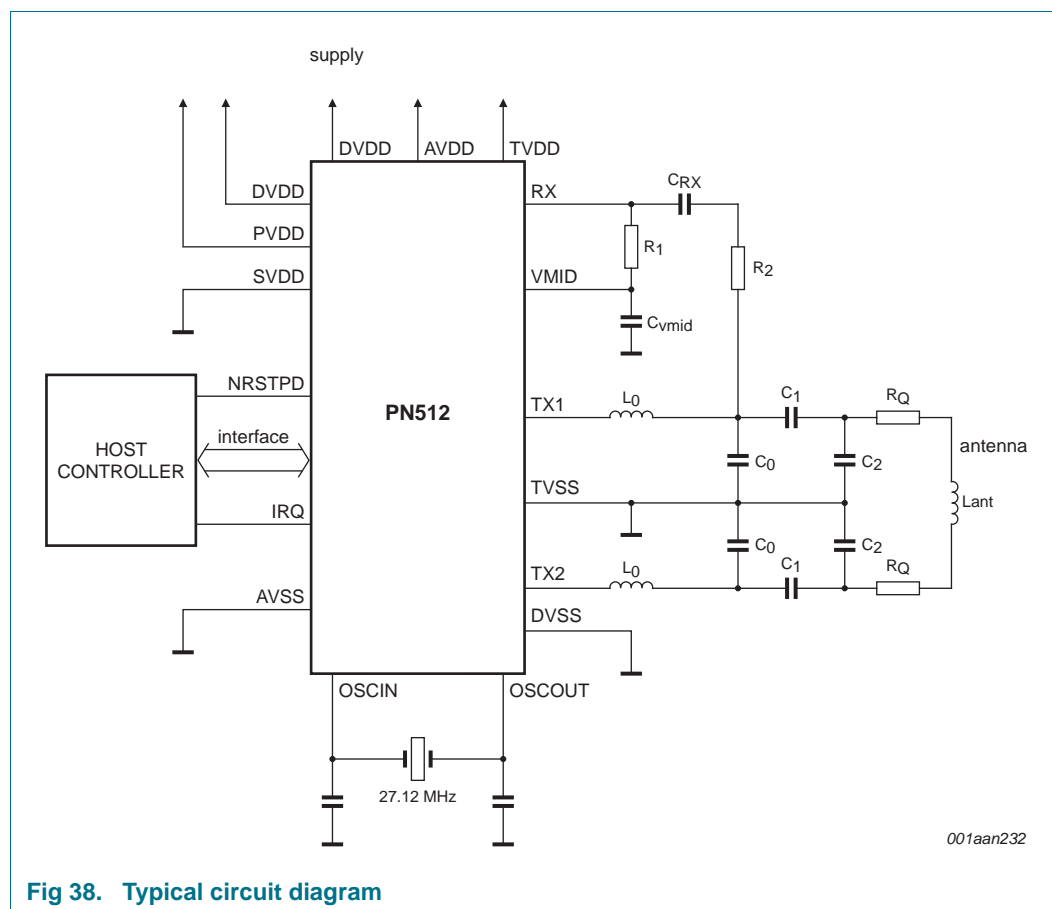 supply
DVDD AVDD TVDD
DVDD
PVDD
SVDD
NRSTPD
interface
IRQ
AVSS
OSCIN
OSCOUT
HOST
CONTROLLER
PN512
RX
VMID
TX1
TVSS
TX2
DVSS
CRX
R1
R2
Cvmid
L0
C1
RQ
C0
C2
antenna
Lant
C0
C2
L0
C1
RQ
27.12 MHz
001aan232
Fig 38. Typical circuit diagram